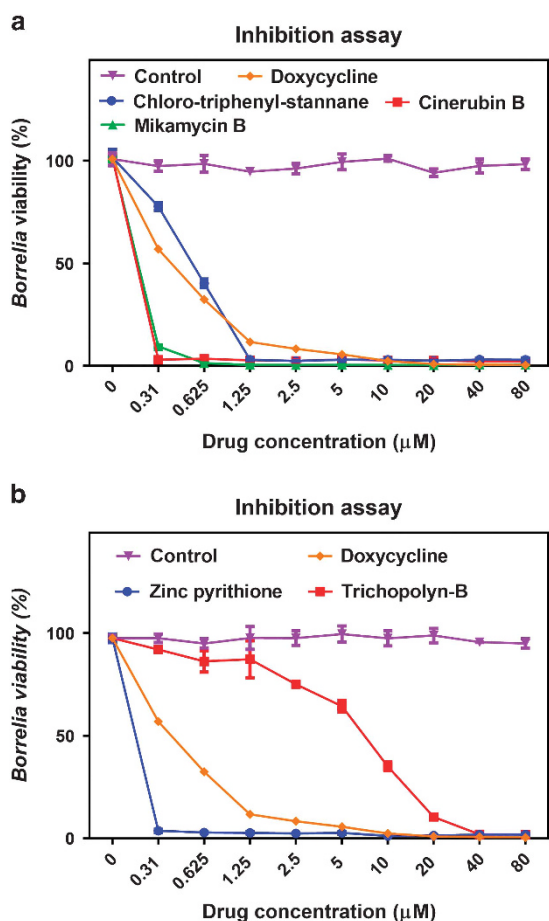 a
Inhibition assay
Control Doxycycline
Chloro-triphenyl-stannane Cinerubin B
Mikamycin B
Borrelia viability (%)
100
50
0
0 0.31 0.625 1.25 2.5 5 10 20 40 80
Drug concentration (μM)
b
Inhibition assay
Control Doxycycline
Zinc pyrithione Trichopolyn-B
Borrelia viability (%)
100
50
0
0 0.31 0.625 1.25 2.5 5 10 20 40 80
Drug concentration (μM)